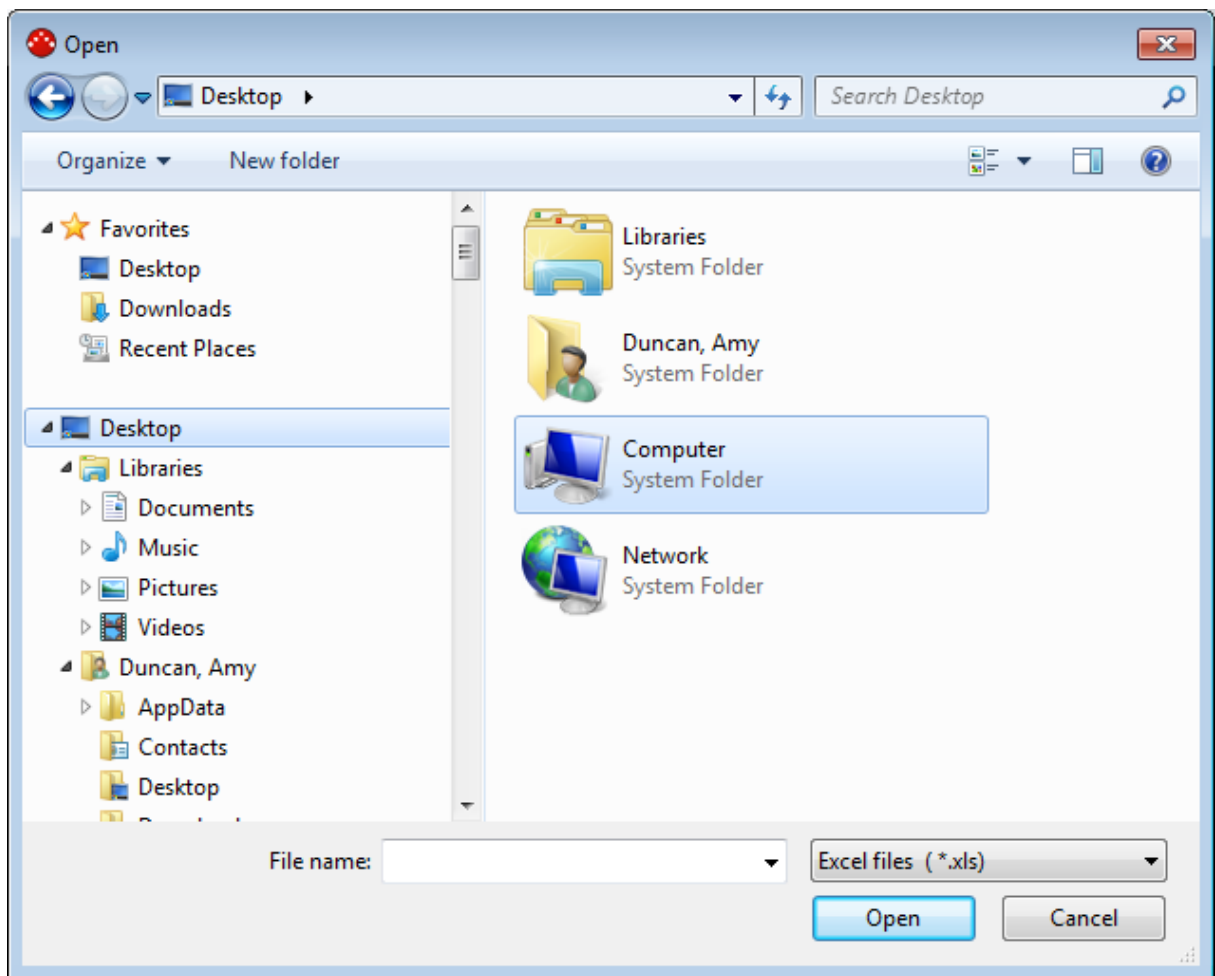 Open
Desktop
Search Desktop
Organize
New folder
Favorites
Desktop
Downloads
Recent Places
Desktop
Libraries
Documents
Music
Pictures
Videos
Duncan, Amy
AppData
Contacts
Desktop
Libraries
System Folder
Duncan, Amy
System Folder
Computer
System Folder
Network
System Folder
File name:
Excel files ( *.xls)
Open
Cancel